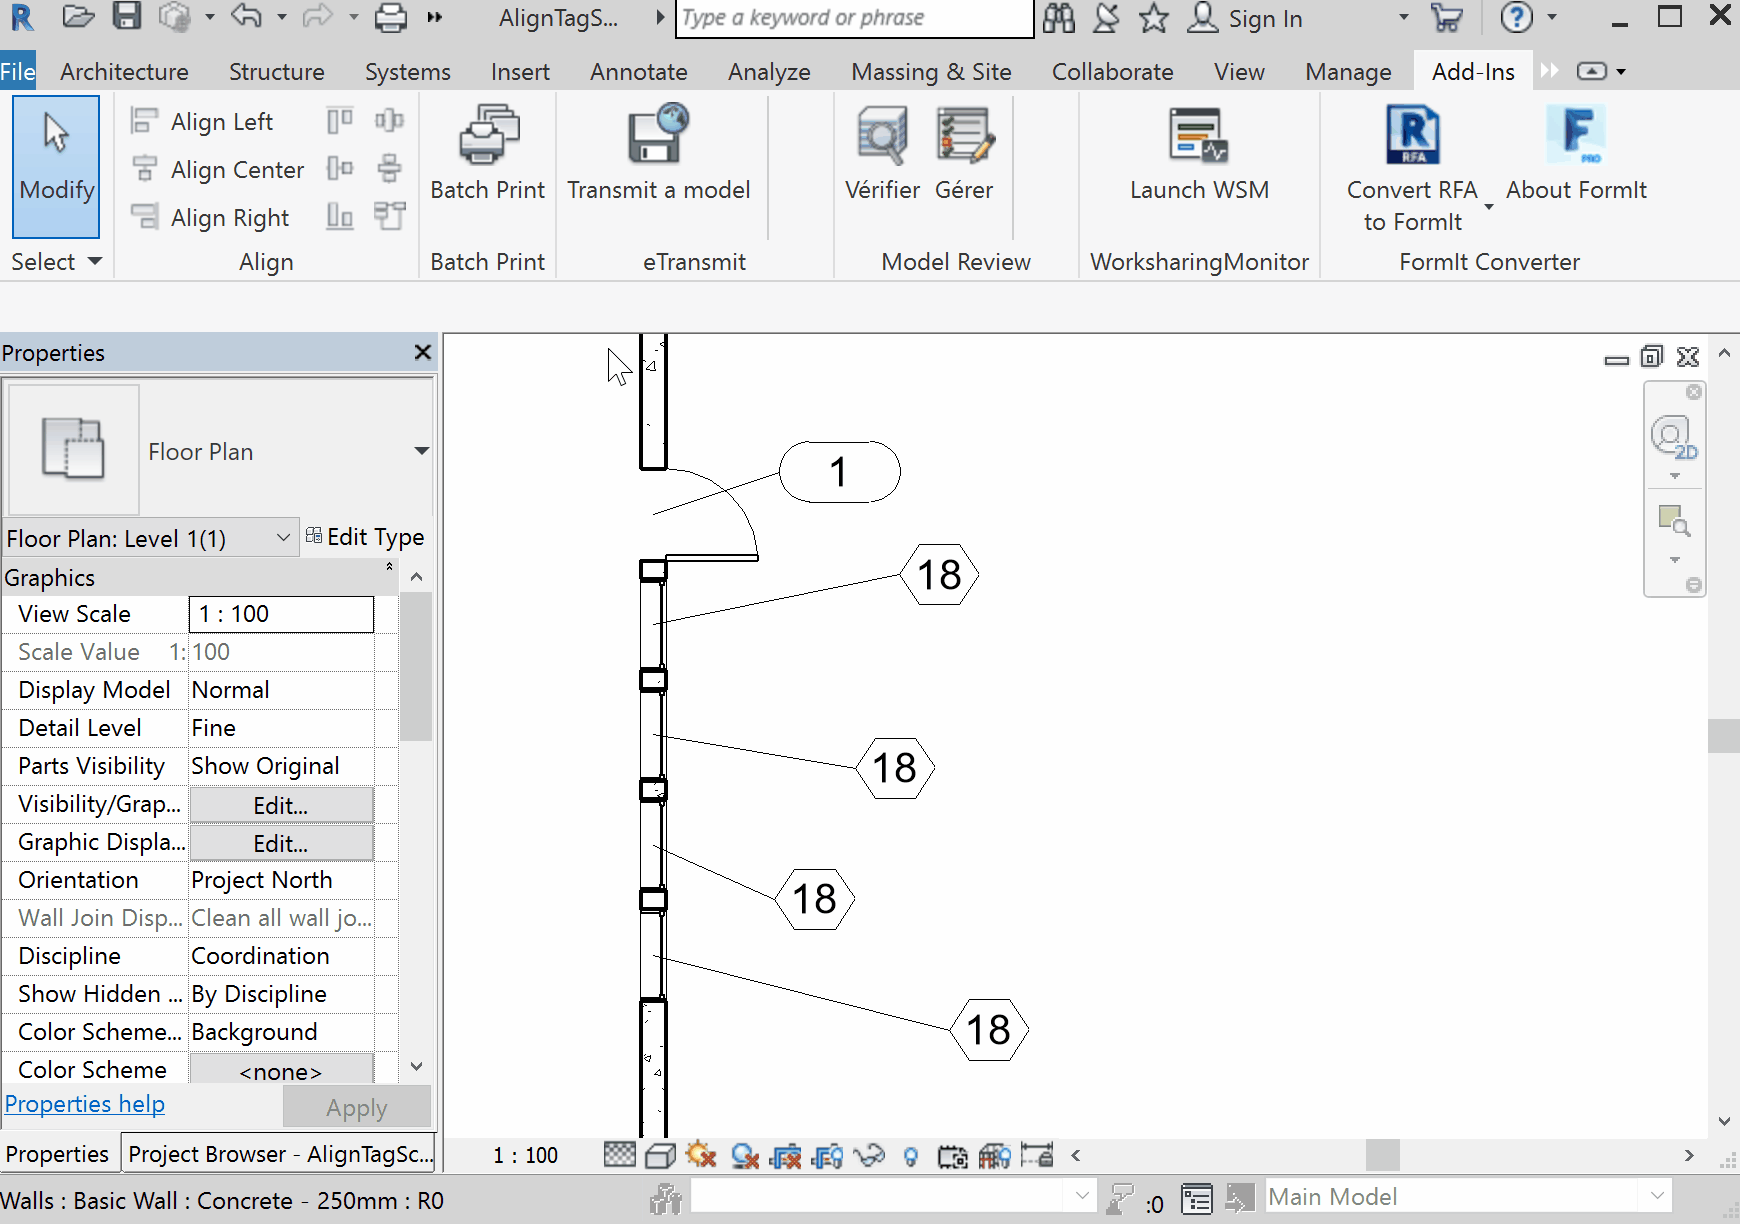 AlignTagS...
Type a keyword or phrase
Sign In
File Architecture Structure Systems Insert Annotate Analyze Massing & Site Collaborate View Manage Add-Ins
Modify
Select
Align Left
Align Center
Align Right
Align
Batch Print
Batch Print
Transmit a model
eTransmit
Vérifier Gérer
Model Review
Launch WSM
WorksharingMonitor
RFA
Convert RFA
to FormIt
PRO
About FormIt
FormIt Converter
Properties
Floor Plan
Floor Plan: Level 1(1)
Edit Type
Graphics
View Scale 1 : 100
Scale Value 1: 100
Display Model Normal
Detail Level Fine
Parts Visibility Show Original
Visibility/Grap... Edit...
Graphic Displa... Edit...
Orientation Project North
Wall Join Disp... Clean all wall jo...
Discipline Coordination
Show Hidden ... By Discipline
Color Scheme... Background
Color Scheme <none>
Properties help
Apply
Properties
Project Browser - AlignTagSc...
1
18
18
18
18
2D
1 : 100
Walls : Basic Wall : Concrete - 250mm : R0
:0
Main Model